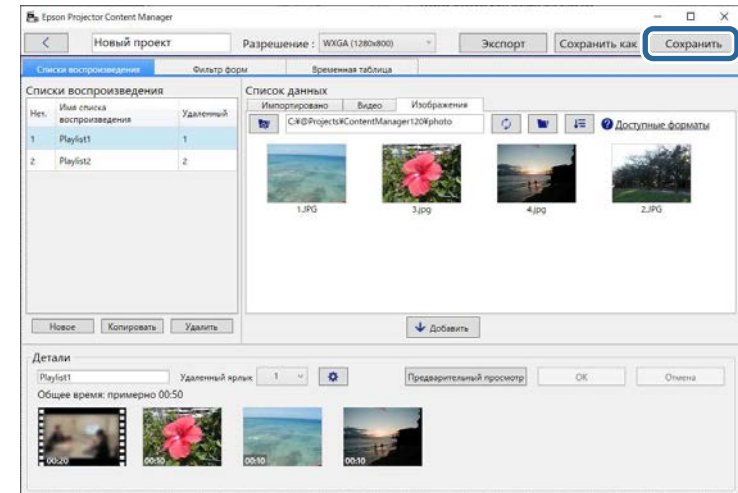 Epson Projector Content Manager
Новый проект Разрешение : WXGA (1280x800) Экспорт Сохранить как Сохранить
Списки воспроизведения Фильтр форм Временная таблица
Списки воспроизведения
Нет. Имя списка воспроизведения Удаленный
1 Playlist1 1
2 Playlist2 2
Новое Копировать Удалить
Список данных
Импортировано Видео Изображения
C:¥@Projects¥ContentManager120¥photo Доступные форматы
1.JPG 3.jpg 4.jpg 2.JPG
Добавить
Детали
Playlist1 Удаленный ярлык 1 Предварительный просмотр OK Отмена
Общее время: примерно 00:50
00:20 00:10 00:10 00:10